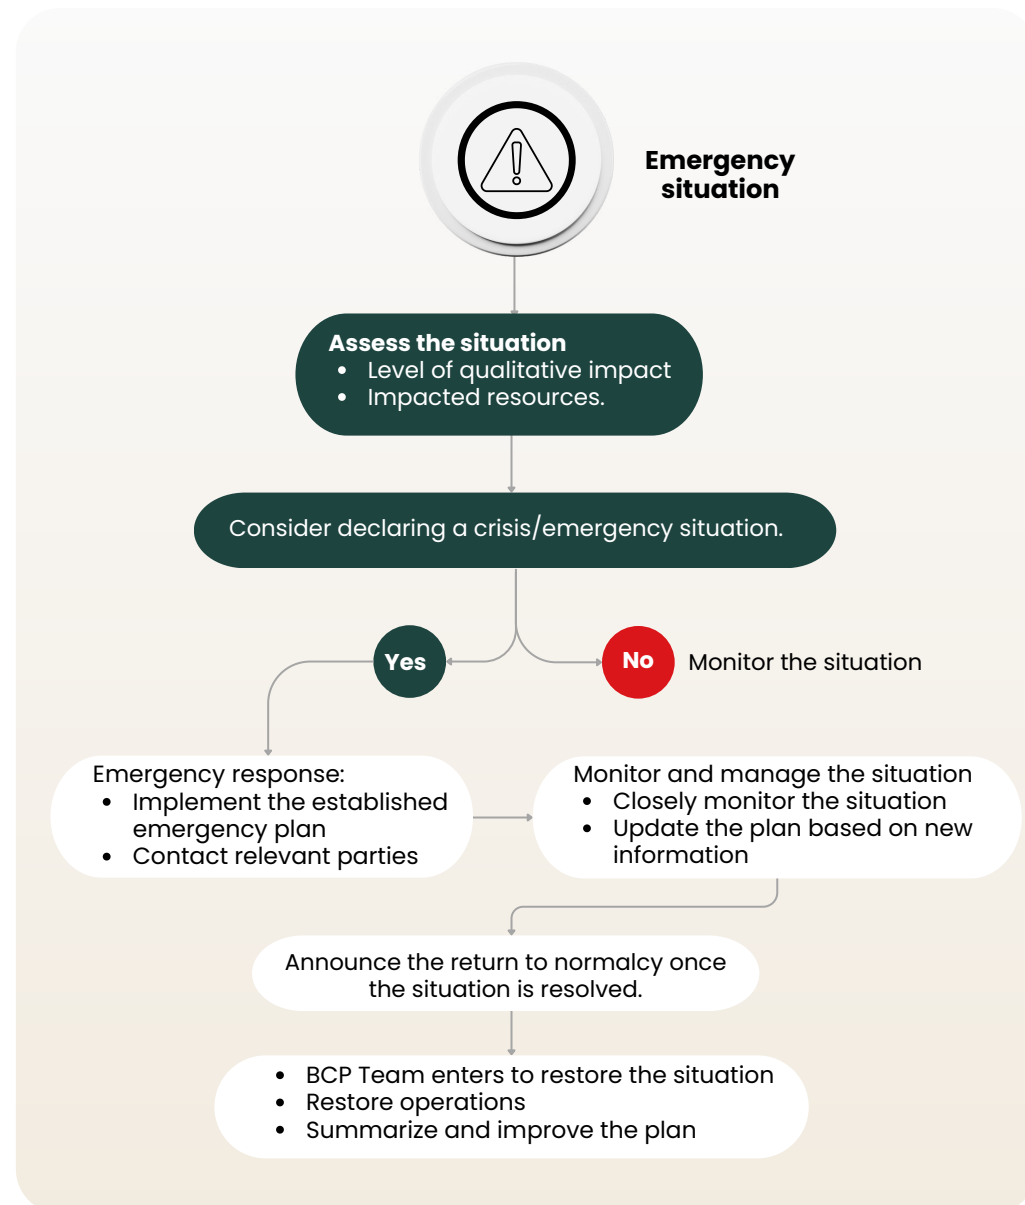 Emergency
situation
Assess the situation
• Level of qualitative impact
• Impacted resources.
Consider declaring a crisis/emergency situation.
Yes
No
Monitor the situation
Emergency response:
• Implement the established
emergency plan
• Contact relevant parties
Monitor and manage the situation
• Closely monitor the situation
• Update the plan based on new
information
Announce the return to normalcy once
the situation is resolved.
• BCP Team enters to restore the situation
• Restore operations
• Summarize and improve the plan